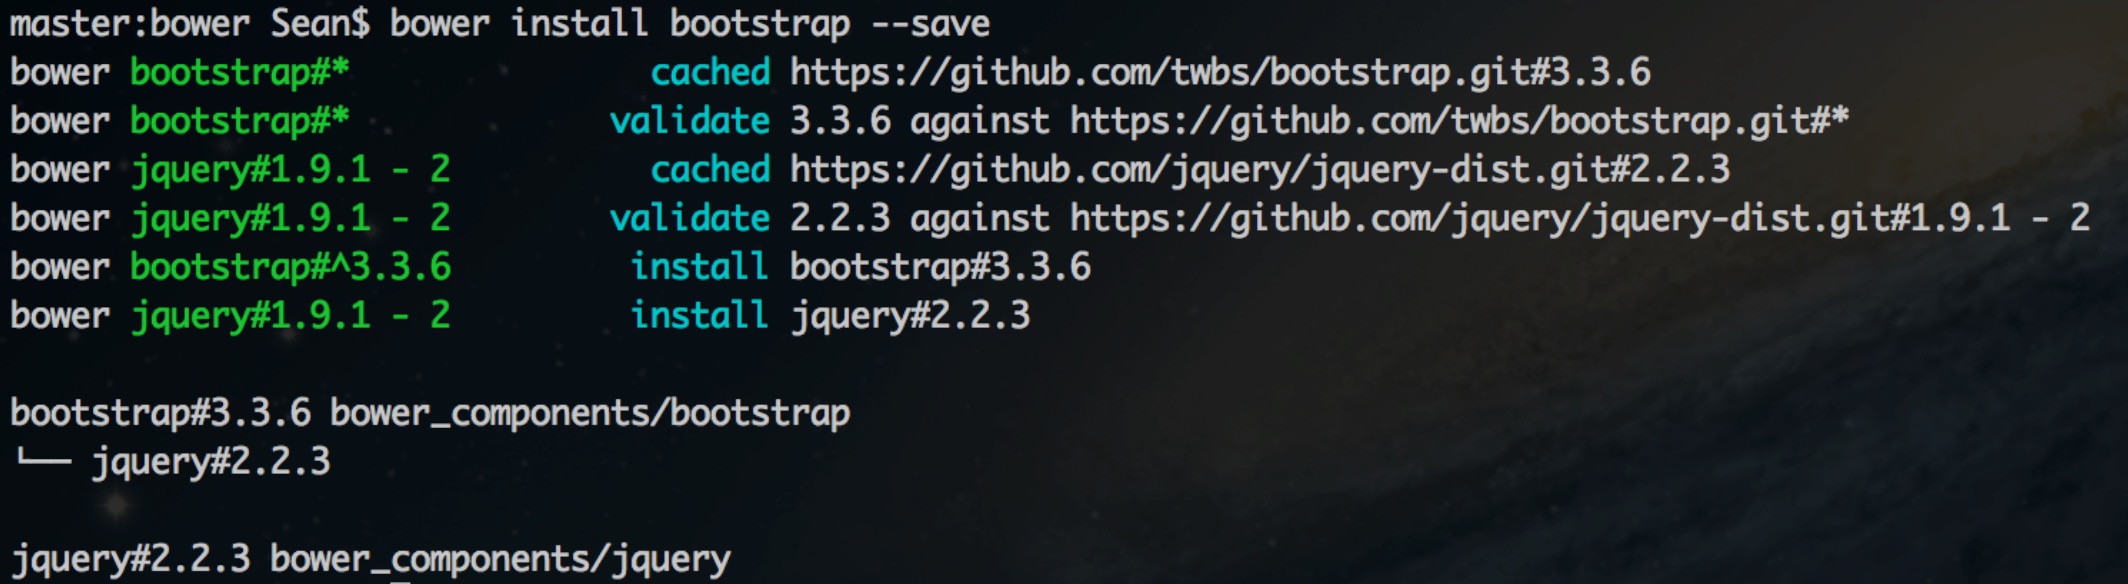 master:bower Sean$ bower install bootstrap --save
bower bootstrap#* cached https://github.com/twbs/bootstrap.git#3.3.6
bower bootstrap#* validate 3.3.6 against https://github.com/twbs/bootstrap.git#*
bower jquery#1.9.1 - 2 cached https://github.com/jquery/jquery-dist.git#2.2.3
bower jquery#1.9.1 - 2 validate 2.2.3 against https://github.com/jquery/jquery-dist.git#1.9.1 - 2
bower bootstrap#^3.3.6 install bootstrap#3.3.6
bower jquery#1.9.1 - 2 install jquery#2.2.3
bootstrap#3.3.6 bower_components/bootstrap
└── jquery#2.2.3
jquery#2.2.3 bower_components/jquery